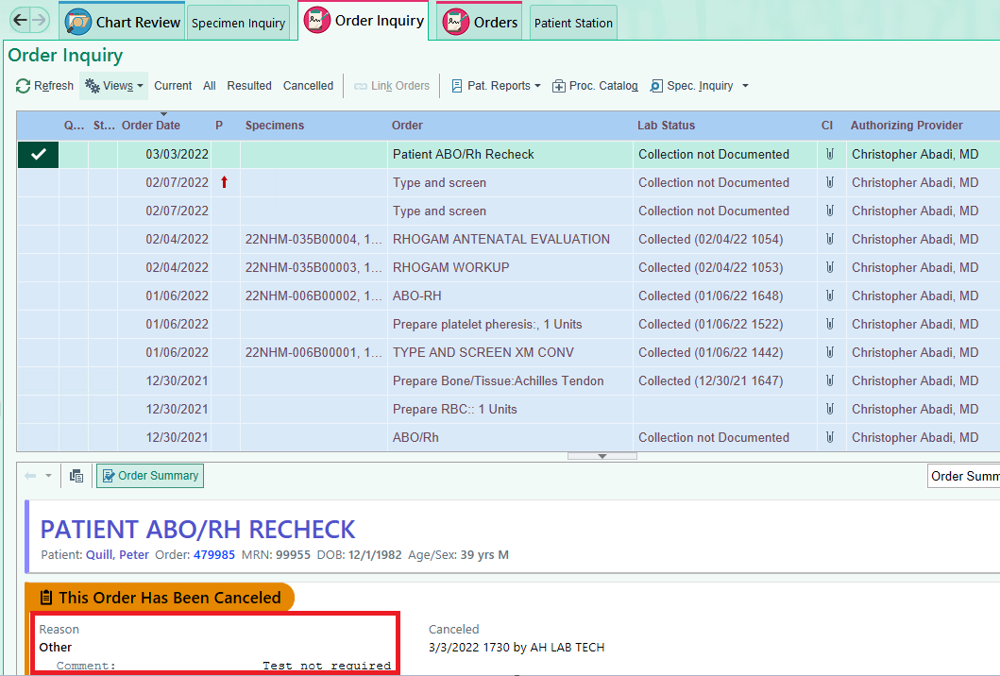 Chart Review Specimen Inquiry Order Inquiry Orders Patient Station
Order Inquiry
Refresh Views Current All Resulted Cancelled Link Orders Pat. Reports Proc. Catalog Spec. Inquiry
Q... St... Order Date P Specimens Order Lab Status CI Authorizing Provider
03/03/2022 Patient ABO/Rh Recheck Collection not Documented Christopher Abadi, MD
02/07/2022 Type and screen Collection not Documented Christopher Abadi, MD
02/07/2022 Type and screen Collection not Documented Christopher Abadi, MD
02/04/2022 22NHM-035B00004, 1... RHOGAM ANTENATAL EVALUATION Collected (02/04/22 1054) Christopher Abadi, MD
02/04/2022 22NHM-035B00003, 1... RHOGAM WORKUP Collected (02/04/22 1053) Christopher Abadi, MD
01/06/2022 22NHM-006B00002, 1... ABO-RH Collected (01/06/22 1648) Christopher Abadi, MD
01/06/2022 Prepare platelet pheresis:, 1 Units Collected (01/06/22 1522) Christopher Abadi, MD
01/06/2022 22NHM-006B00001, 1... TYPE AND SCREEN XM CONV Collected (01/06/22 1442) Christopher Abadi, MD
12/30/2021 Prepare Bone/Tissue:Achilles Tendon Collected (12/30/21 1647) Christopher Abadi, MD
12/30/2021 Prepare RBC:: 1 Units Christopher Abadi, MD
12/30/2021 ABO/Rh Collection not Documented Christopher Abadi, MD
Order Summary Order Summ
PATIENT ABO/RH RECHECK
Patient: Quill, Peter Order: 479985 MRN: 99955 DOB: 12/1/1982 Age/Sex: 39 yrs M
This Order Has Been Canceled
Reason Canceled
Other 3/3/2022 1730 by AH LAB TECH
Comment: Test not required